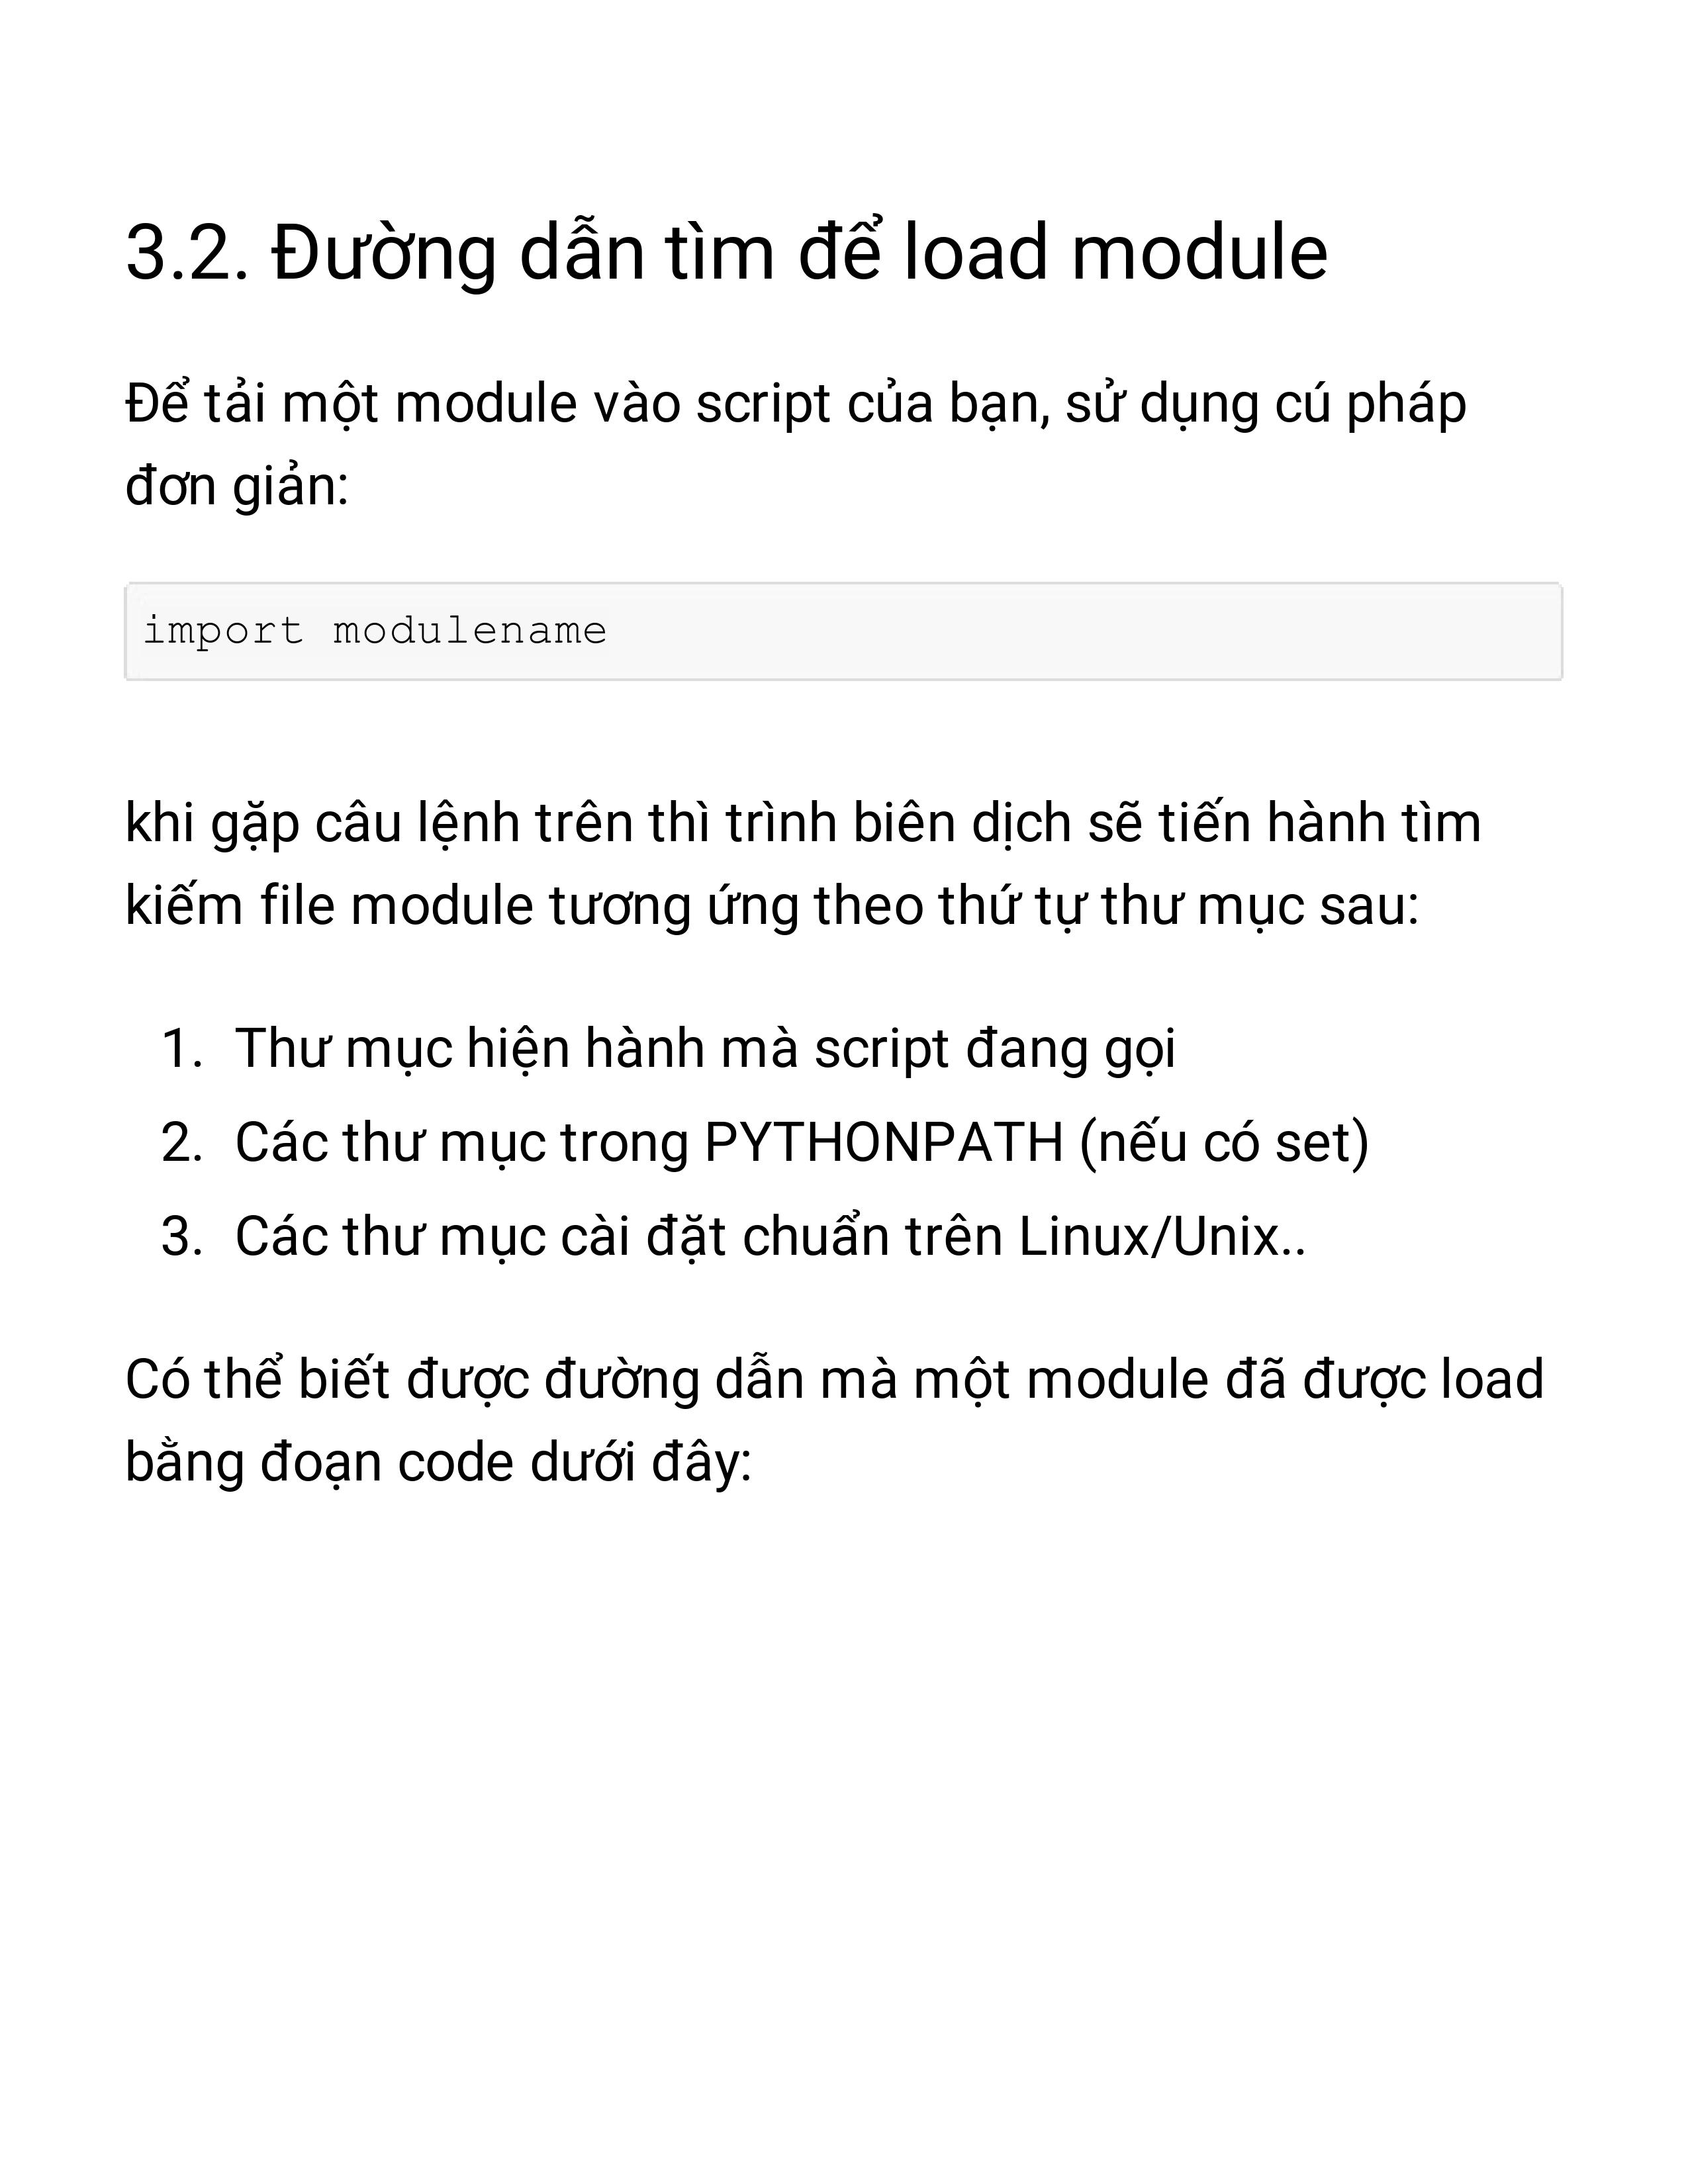 3.2. Đường dẫn tìm để load module
Để tải một module vào script của bạn, sử dụng cú pháp
đơn giản:
import modulename
khi gặp câu lệnh trên thì trình biên dịch sẽ tiến hành tìm
kiếm file module tương ứng theo thứ tự thư mục sau:
1. Thư mục hiện hành mà script đang gọi
2. Các thư mục trong PYTHONPATH (nếu có set)
3. Các thư mục cài đặt chuẩn trên Linux/Unix..
Có thể biết được đường dẫn mà một module đã được load
bằng đoạn code dưới đây: